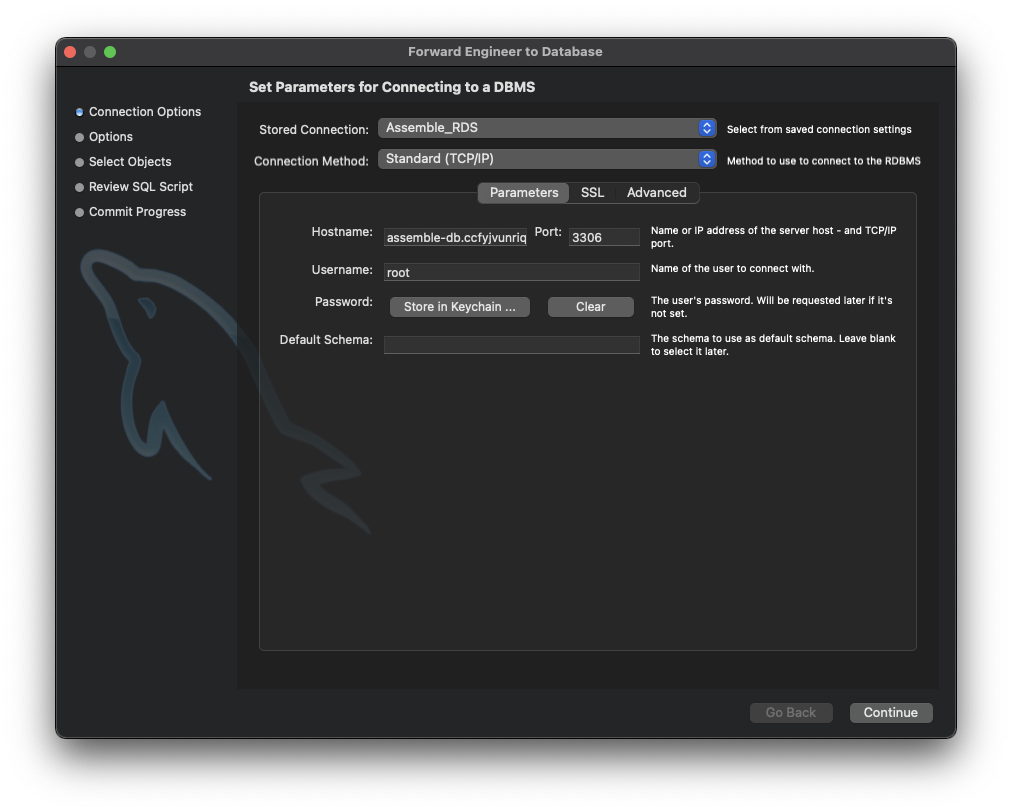 Forward Engineer to Database
Set Parameters for Connecting to a DBMS
Connection Options
Options
Select Objects
Review SQL Script
Commit Progress
Stored Connection: Assemble_RDS Select from saved connection settings
Connection Method: Standard (TCP/IP) Method to use to connect to the RDBMS
Parameters SSL Advanced
Hostname: assemble-db.ccfyjvunriq Port: 3306 Name or IP address of the server host - and TCP/IP
port.
Username: root Name of the user to connect with.
Password: Store in Keychain ... Clear The user's password. Will be requested later if it's
not set.
Default Schema: The schema to use as default schema. Leave blank
to select it later.
Go Back Continue